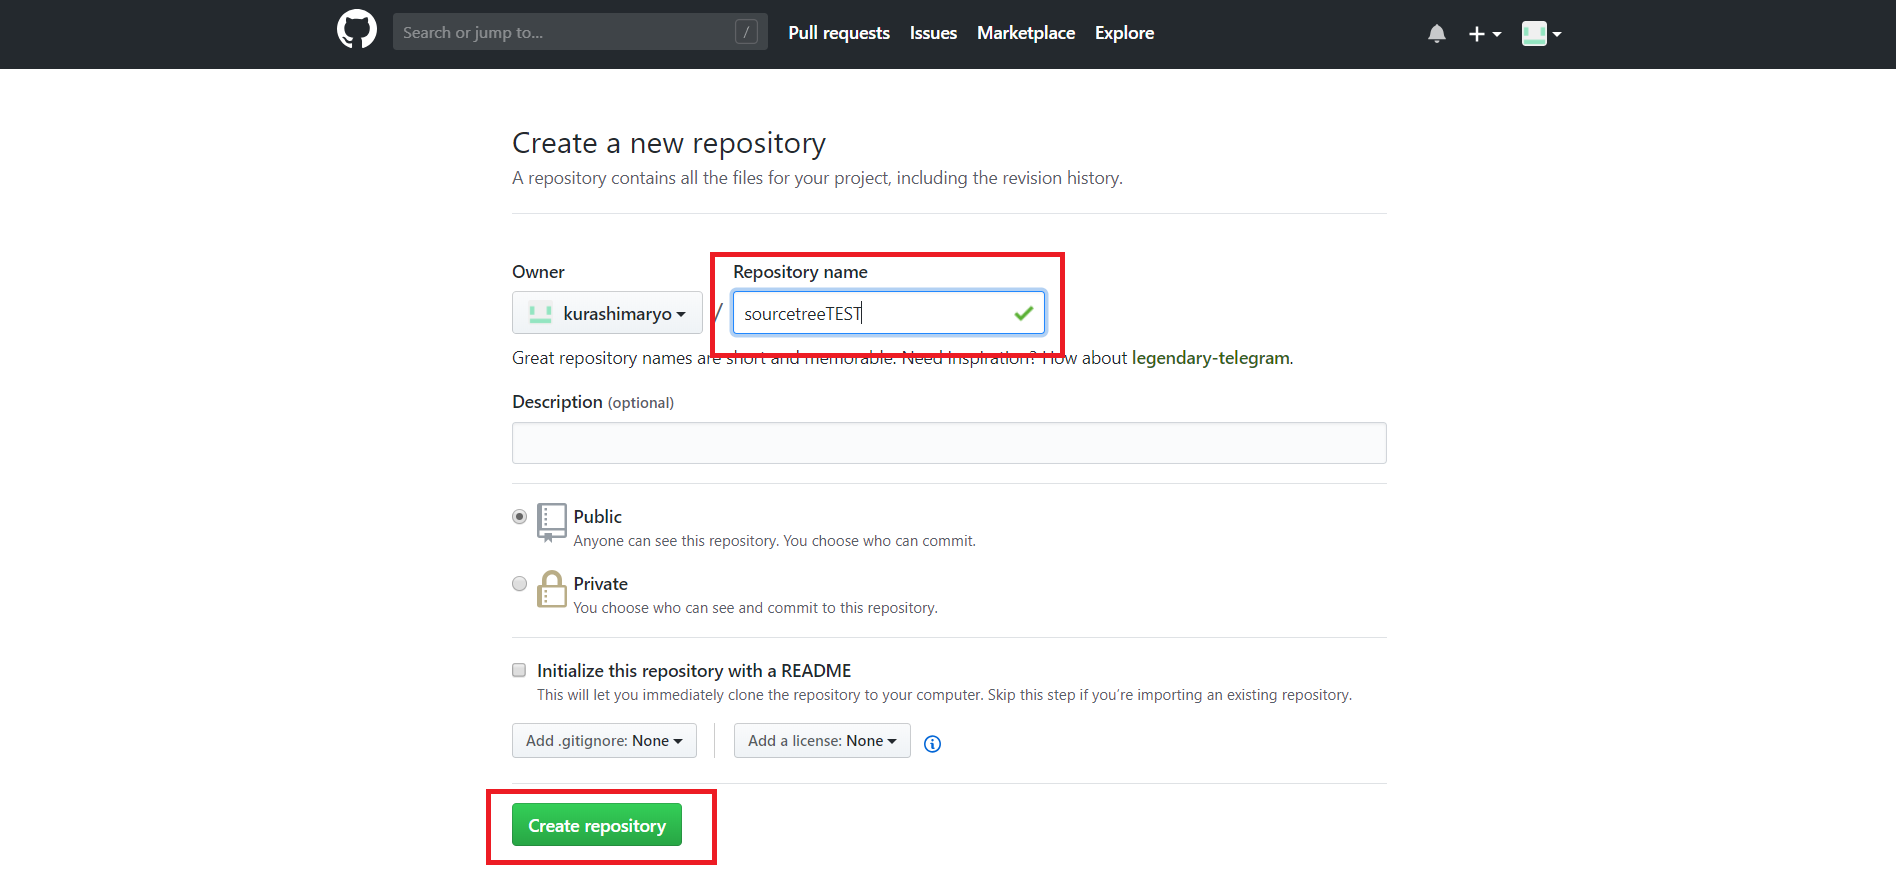 Search or jump to... / Pull requests Issues Marketplace Explore
Create a new repository
A repository contains all the files for your project, including the revision history.
Owner Repository name
kurashimaryo / sourcetreeTEST
Great repository names are short and memorable. Need inspiration? How about legendary-telegram.
Description (optional)
Public
Anyone can see this repository. You choose who can commit.
Private
You choose who can see and commit to this repository.
Initialize this repository with a README
This will let you immediately clone the repository to your computer. Skip this step if you’re importing an existing repository.
Add .gitignore: None Add a license: None
Create repository